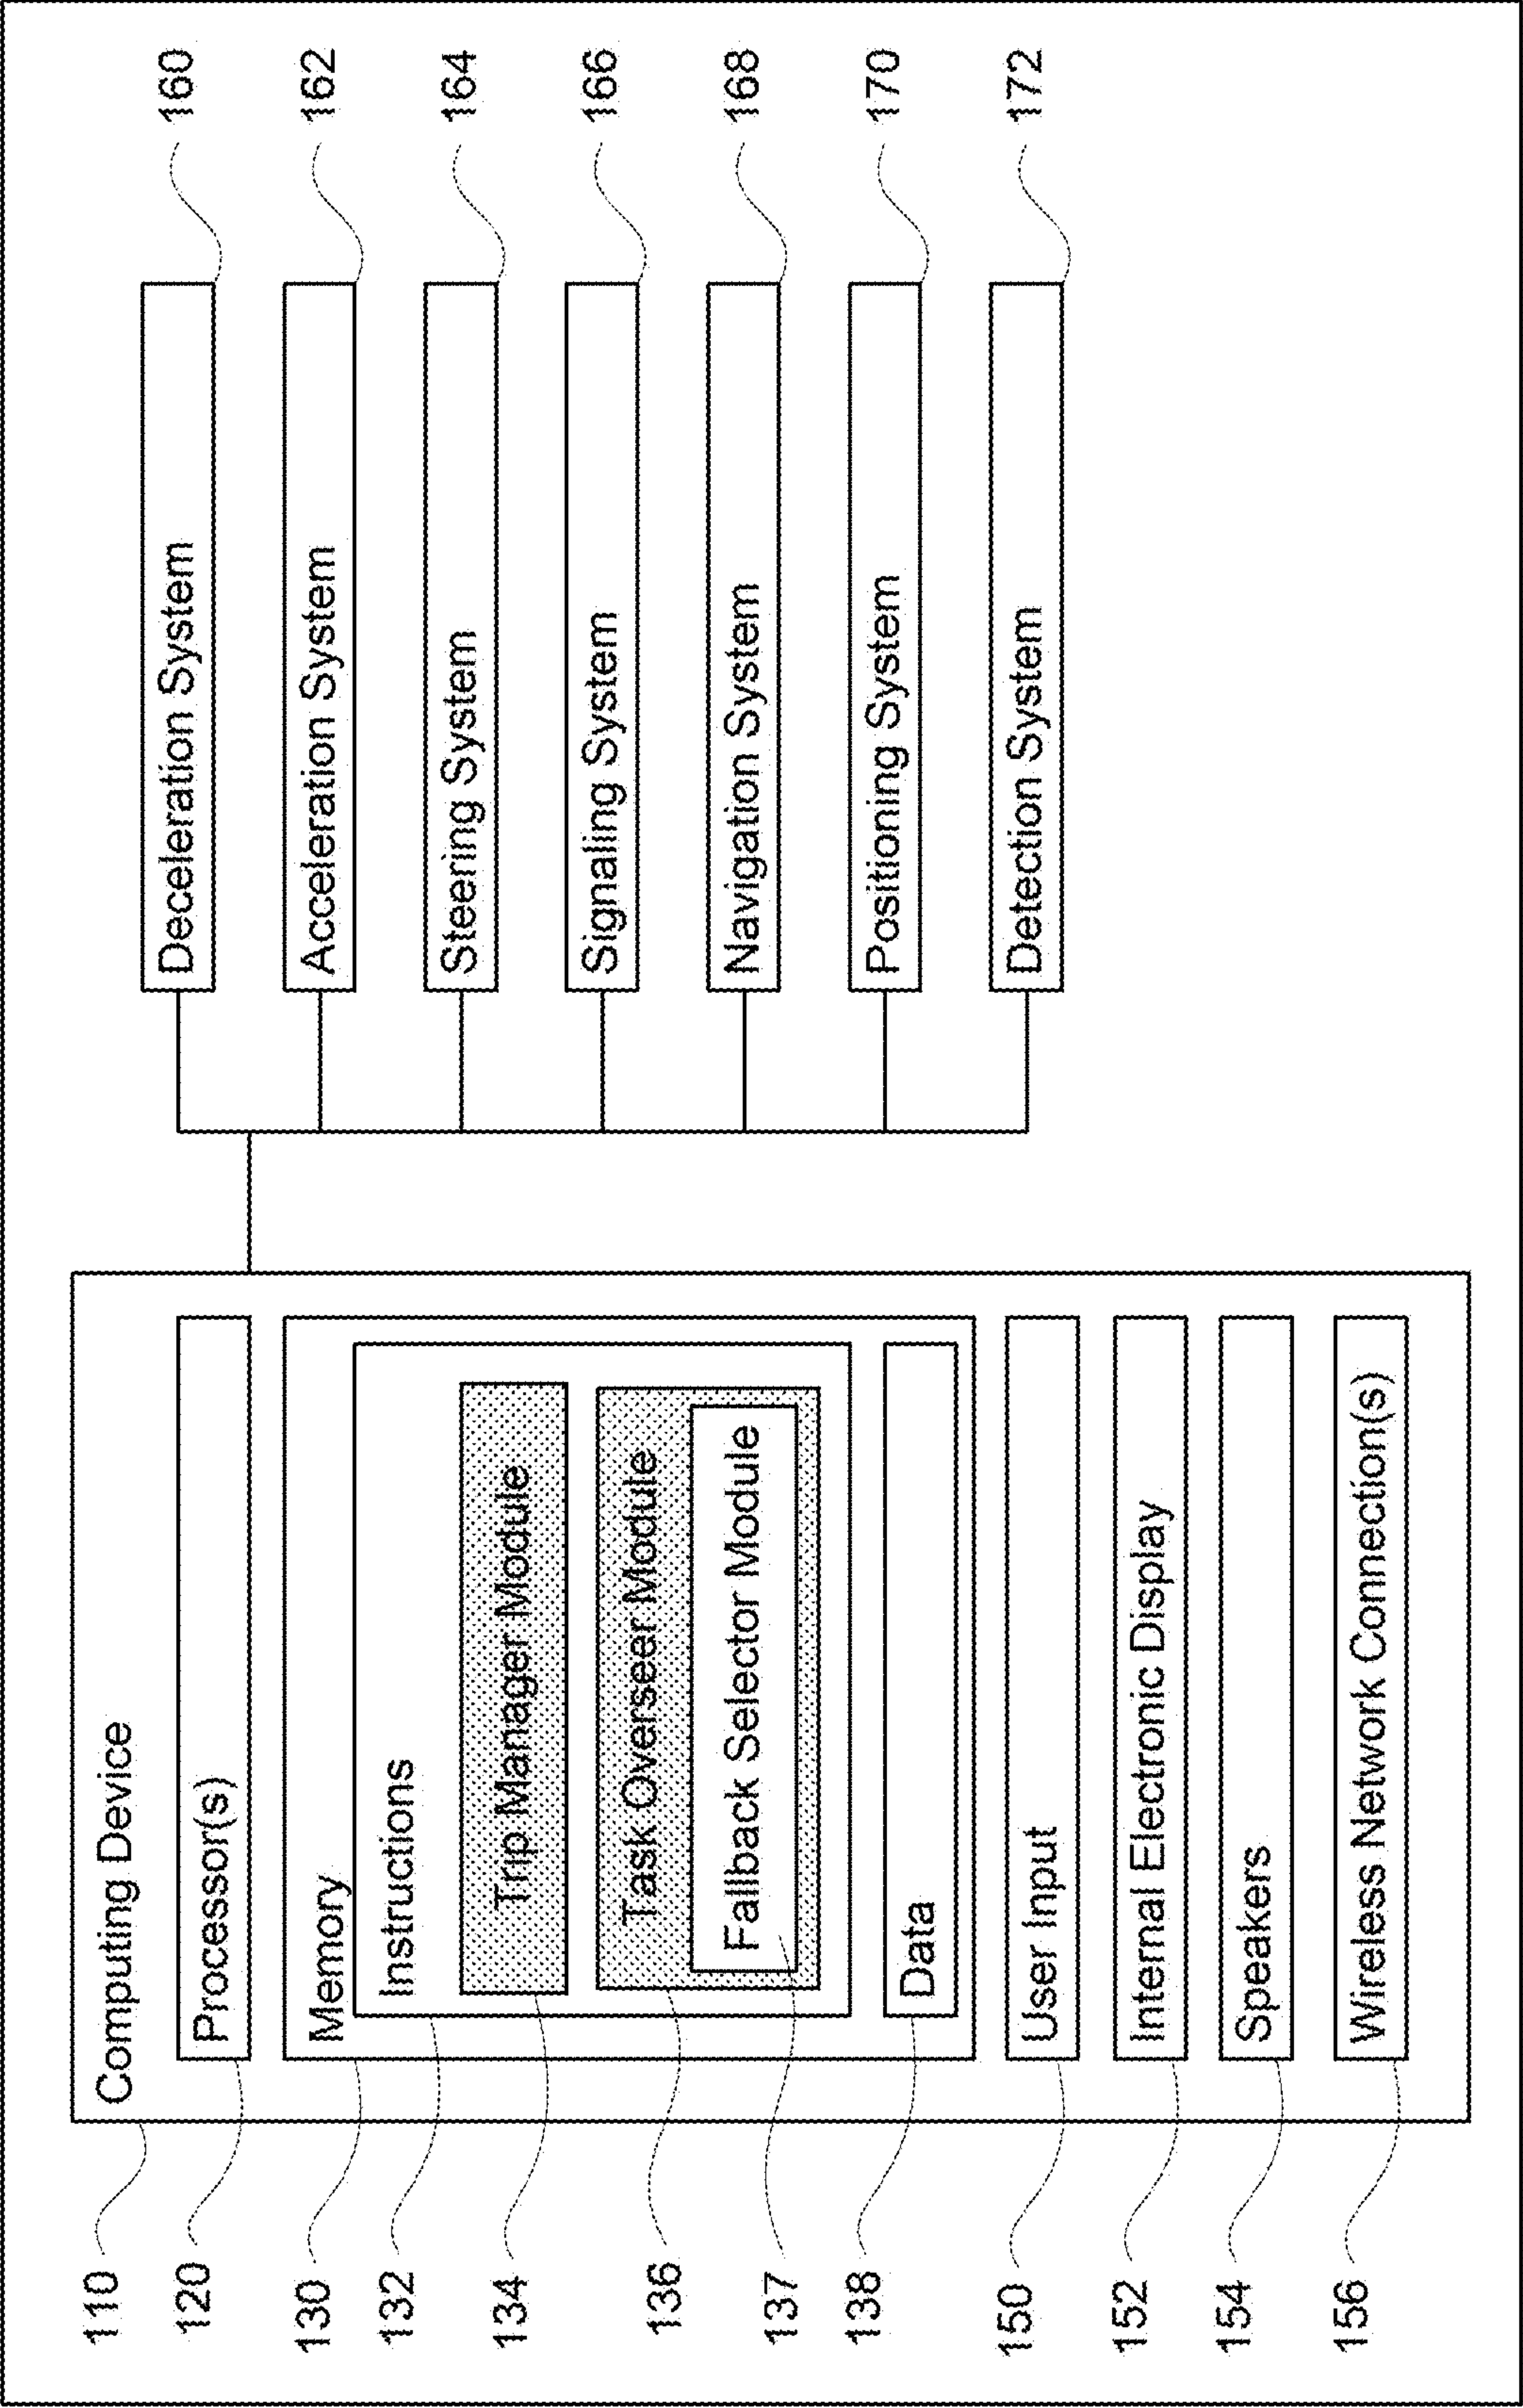 110
Computing Device
120
Processor(s)
130
Memory
132
Instructions
134
Trip Manager Module
136
Task Overseer Module
137
Fallback Selector Module
138
Data
150
User Input
152
Internal Electronic Display
154
Speakers
156
Wireless Network Connection(s)
Deceleration System
160
Acceleration System
162
Steering System
164
Signaling System
166
Navigation System
168
Positioning System
170
Detection System
172